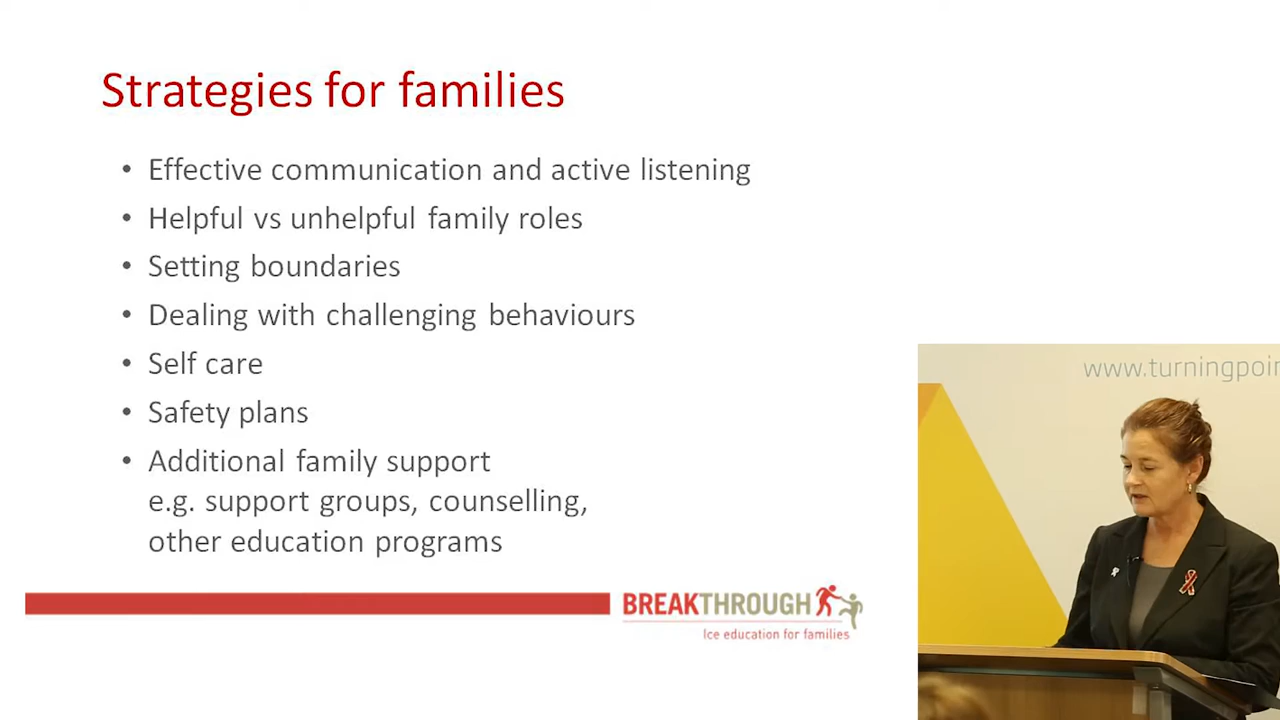 Strategies for families
• Effective communication and active listening
• Helpful vs unhelpful family roles
• Setting boundaries
• Dealing with challenging behaviours
• Self care
• Safety plans
• Additional family support
e.g. support groups, counselling,
other education programs
BREAKTHROUGH
Ice education for families
www.turningpoi